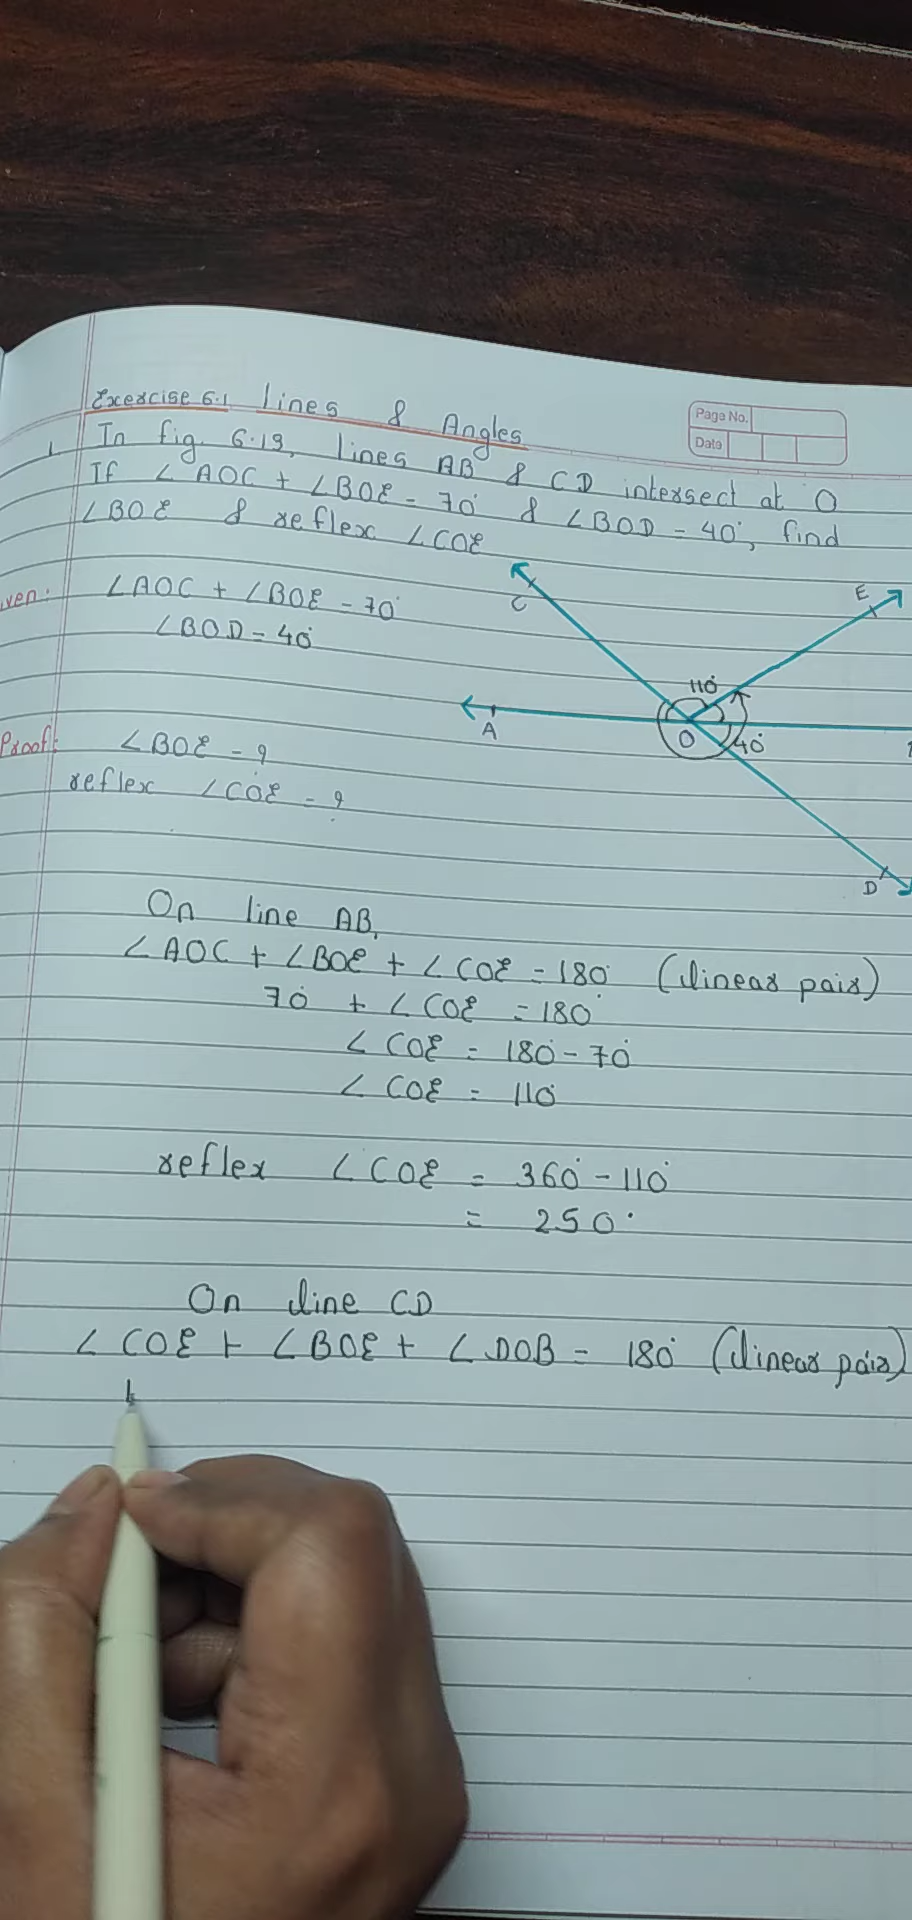 Exercise 6.1 Lines & Angles
Page No.
Date
1. In fig. 6.13, lines AB & CD intersect at O
If ∠AOC + ∠BOE = 70° & ∠BOD = 40°, find
∠BOE & reflex ∠COE
iven: ∠AOC + ∠BOE = 70°
∠BOD = 40°
C
E
110°
A
O
40°
D
Proof: ∠BOE = ?
reflex ∠COE = ?
On line AB,
∠AOC + ∠BOE + ∠COE = 180° (linear pair)
70° + ∠COE = 180°
∠COE = 180° - 70°
∠COE = 110°
reflex ∠COE = 360° - 110°
= 250°
On line CD
∠COE + ∠BOE + ∠DOB = 180° (linear pair)